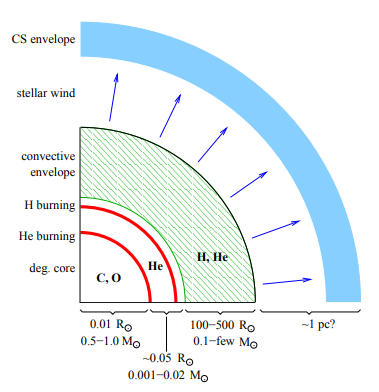 CS envelope
stellar wind
convective
envelope
H burning
He burning
deg. core
C, O
He
H, He
0.01 R☉
0.5−1.0 M☉
~0.05 R☉
0.001−0.02 M☉
100−500 R☉
0.1−few M☉
~1 pc?